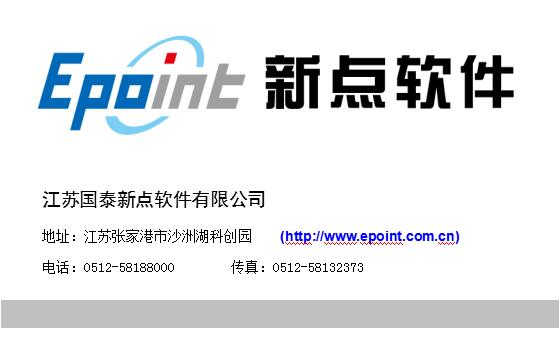 Epoint 新点软件
江苏国泰新点软件有限公司
地址：江苏张家港市沙洲湖科创园 (http://www.epoint.com.cn)
电话：0512-58188000 传真：0512-58132373